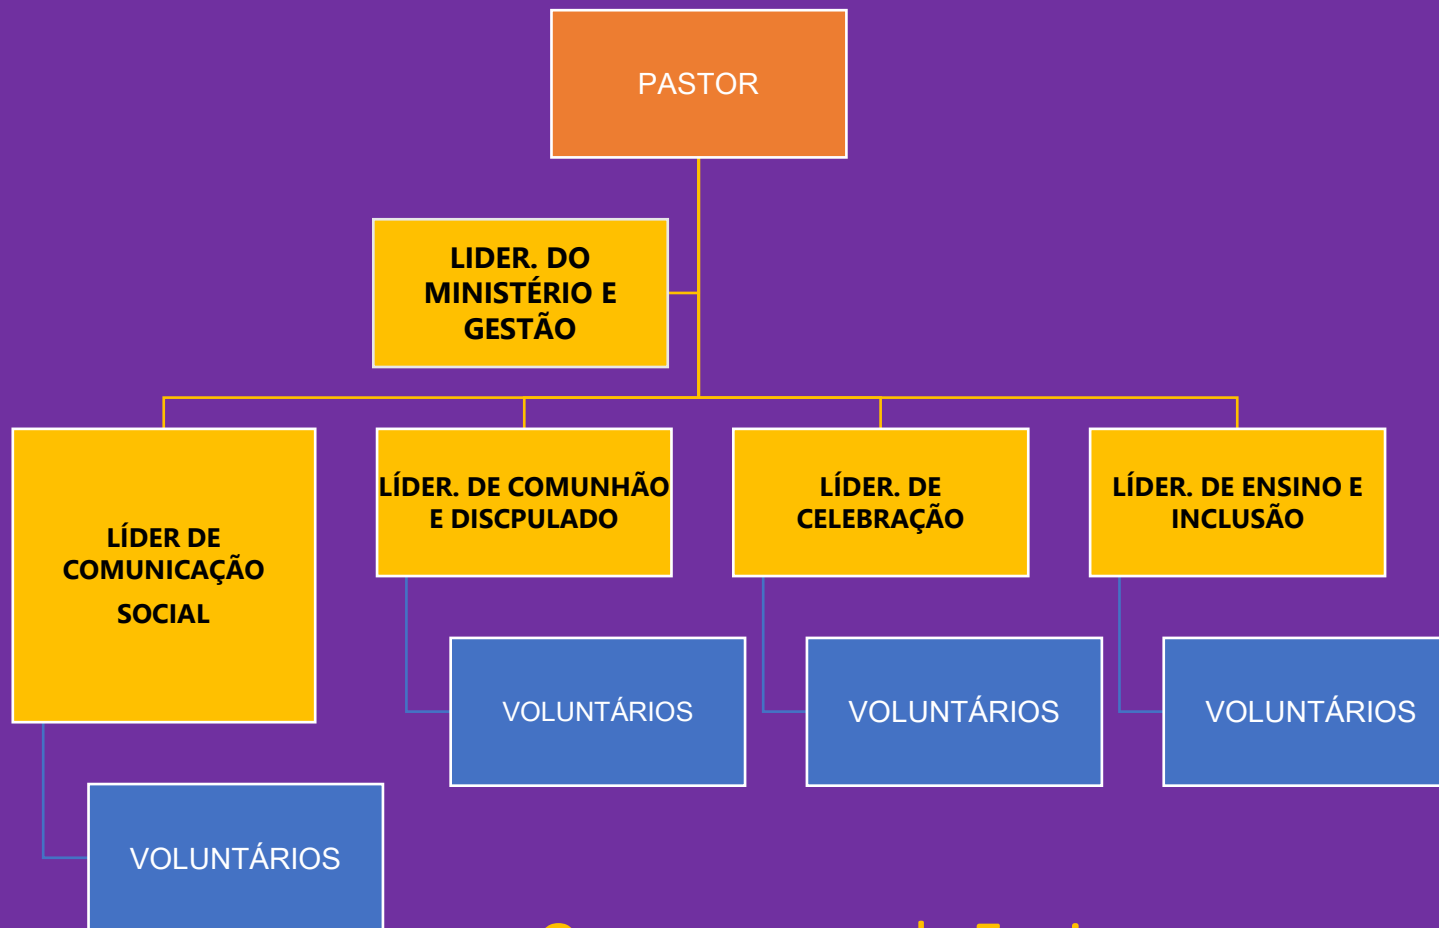 PASTOR
LIDER. DO
MINISTÉRIO E
GESTÃO
LÍDER DE
COMUNICAÇÃO
SOCIAL
LÍDER. DE COMUNHÃO
E DISCPULADO
LÍDER. DE
CELEBRAÇÃO
LÍDER. DE ENSINO E
INCLUSÃO
VOLUNTÁRIOS
VOLUNTÁRIOS
VOLUNTÁRIOS
VOLUNTÁRIOS